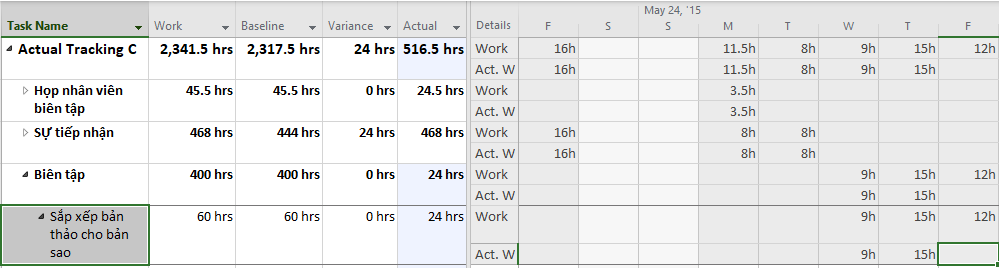 May 24, '15
Task Name Work Baseline Variance Actual Details F S S M T W T F
Actual Tracking C 2,341.5 hrs 2,317.5 hrs 24 hrs 516.5 hrs Work 16h 11.5h 8h 9h 15h 12h
Act. W 16h 11.5h 8h 9h 15h
Họp nhân viên 45.5 hrs 45.5 hrs 0 hrs 24.5 hrs Work 3.5h
biên tập Act. W 3.5h
SỰ tiếp nhận 468 hrs 444 hrs 24 hrs 468 hrs Work 16h 8h 8h
Act. W 16h 8h 8h
Biên tập 400 hrs 400 hrs 0 hrs 24 hrs Work 9h 15h 12h
Act. W 9h 15h
Sắp xếp bản 60 hrs 60 hrs 0 hrs 24 hrs Work 9h 15h 12h
thảo cho bản
sao Act. W 9h 15h